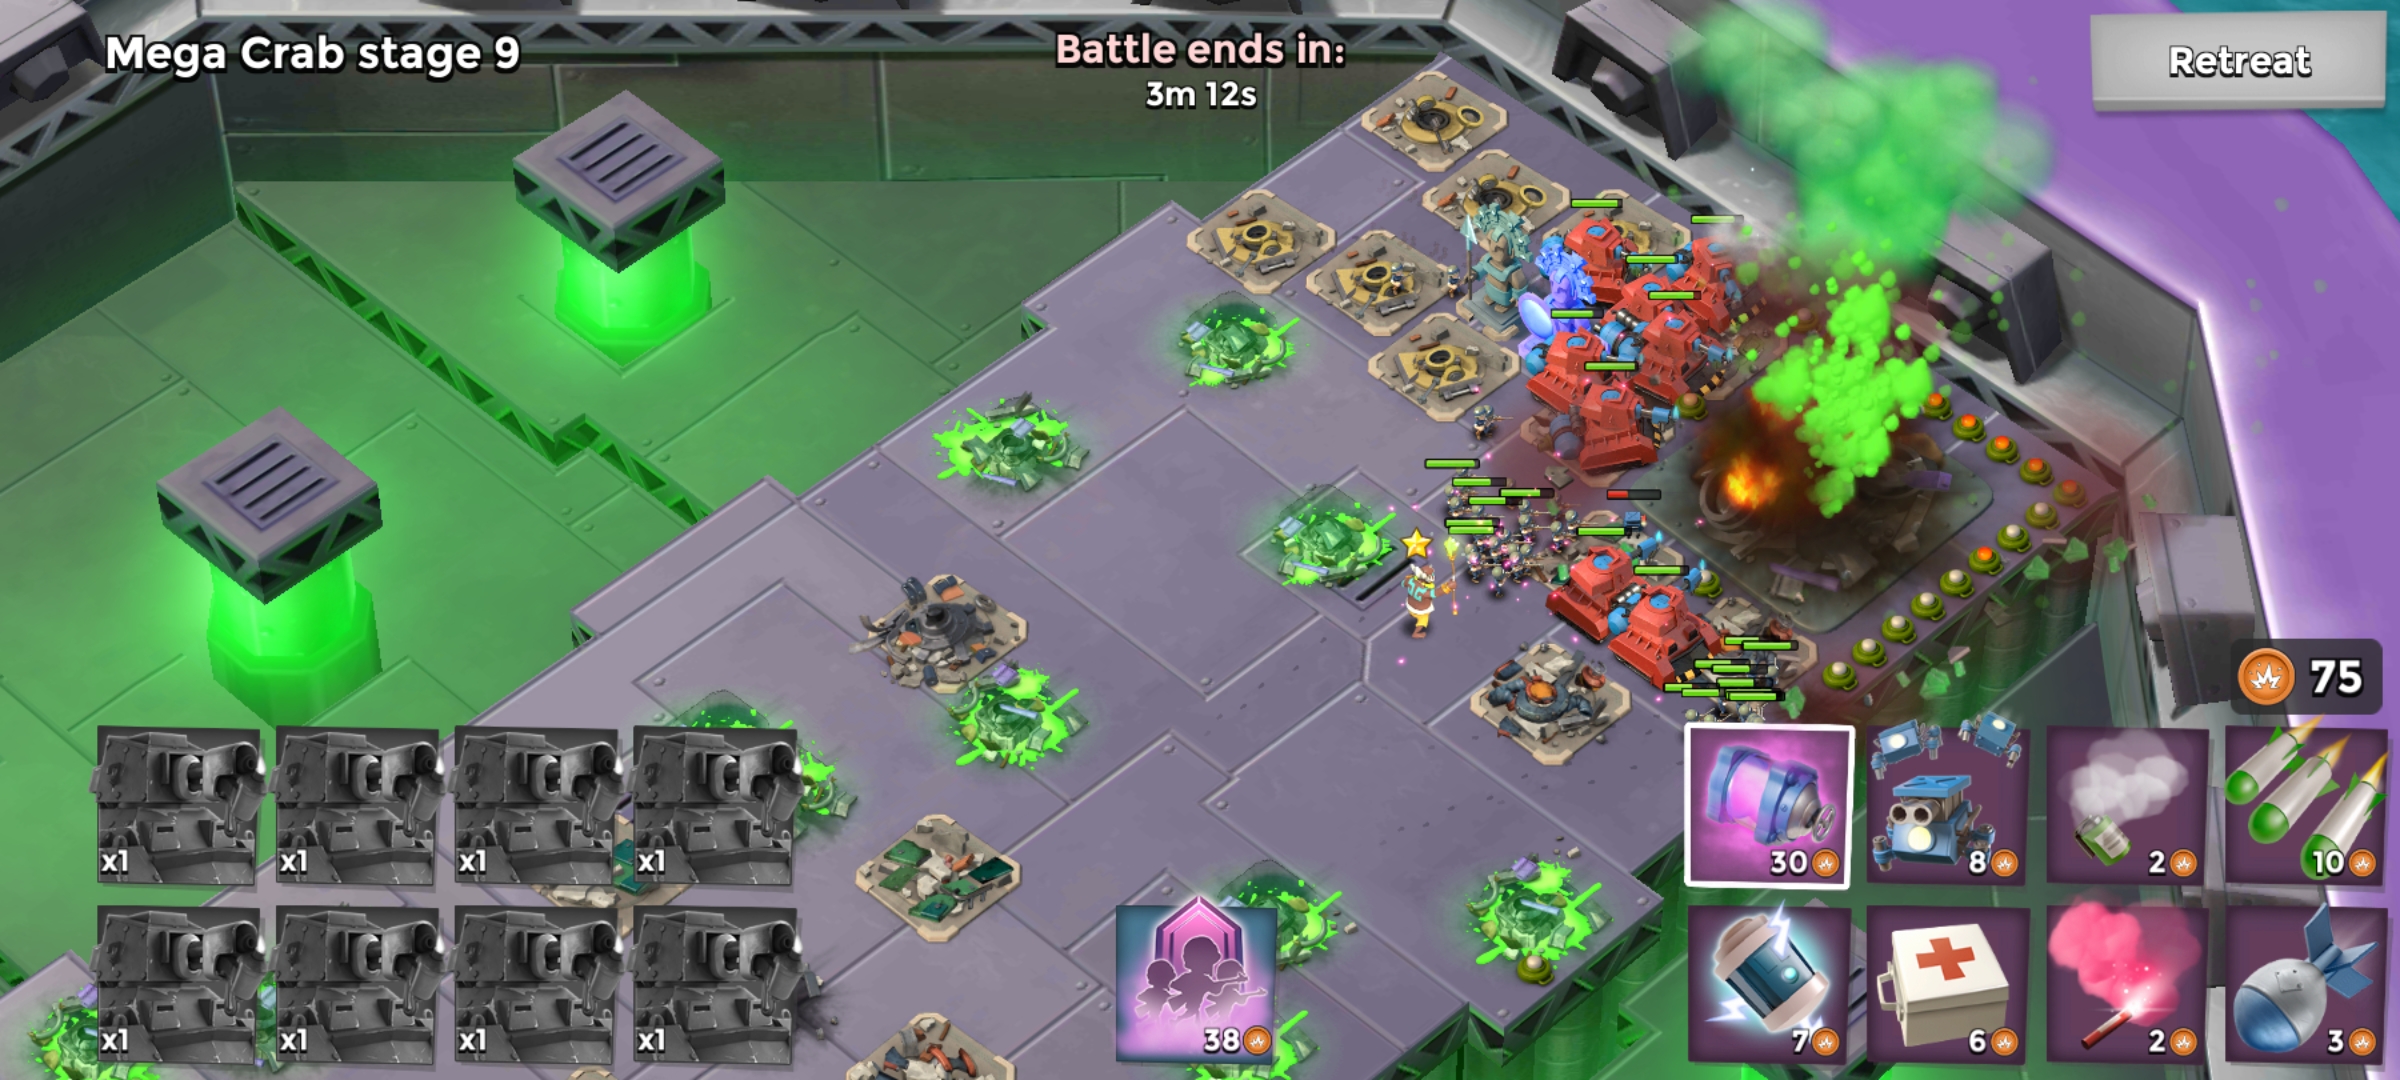 Mega Crab stage 9
Battle ends in:
3m 12s
Retreat
75
x1
x1
x1
x1
30
8
2
10
x1
x1
x1
x1
38
7
6
2
3